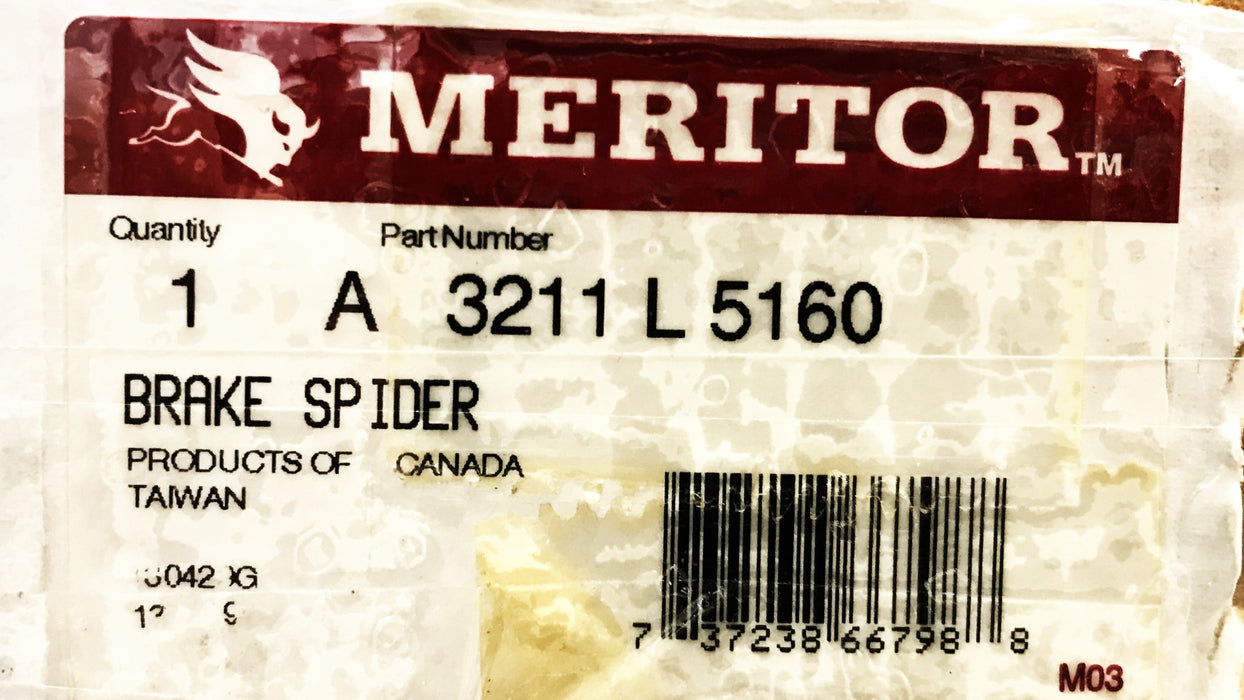 MERITOR™
Quantity Part Number
1 A 3211 L 5160
BRAKE SPIDER
PRODUCTS OF CANADA
TAIWAN
7 37238 66798 8
M03